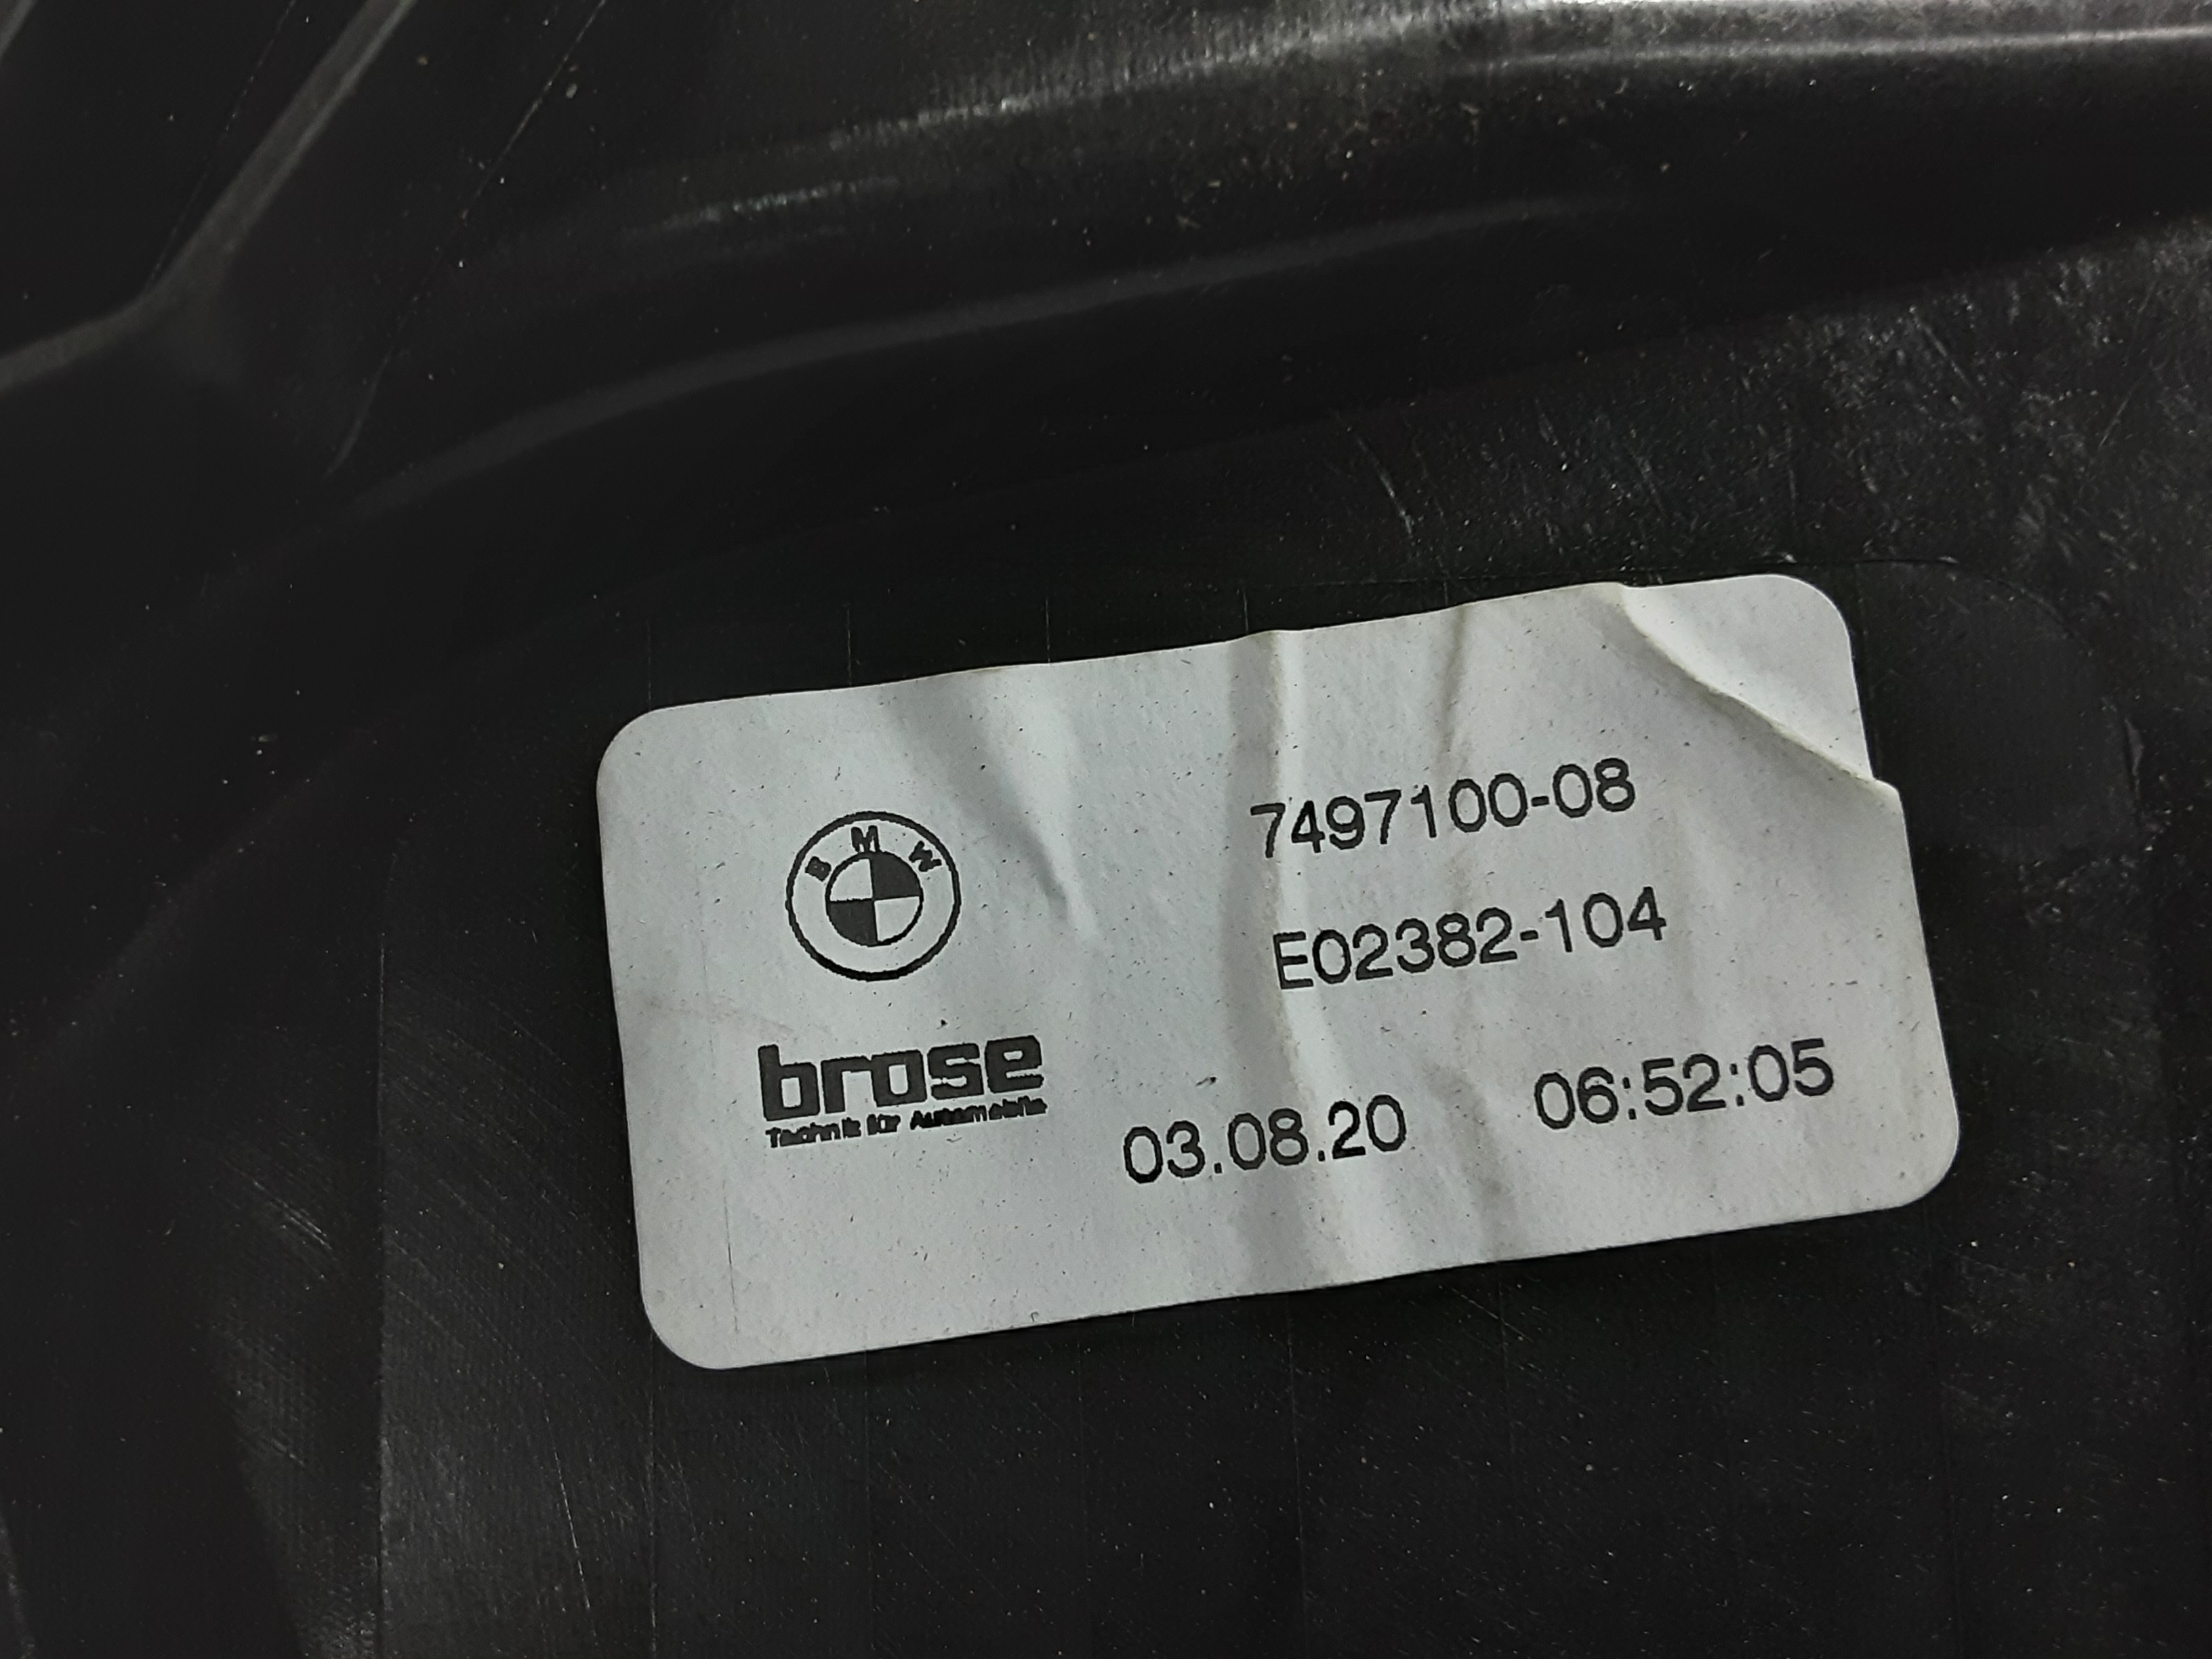 BMW
7497100-08
E02382-104
brose
Technik für Automobile
03.08.20 06:52:05